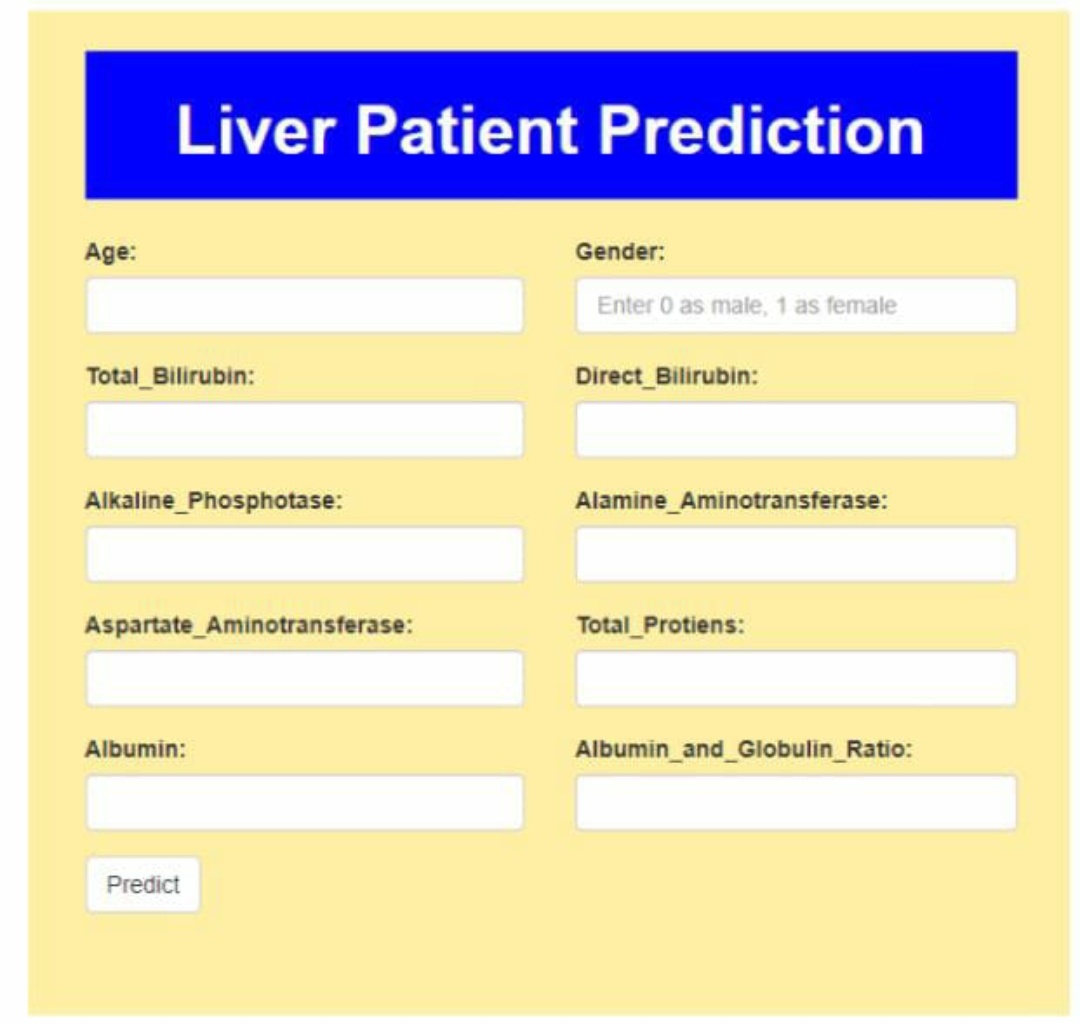 Liver Patient Prediction
Age:
Gender:
Enter 0 as male, 1 as female
Total_Bilirubin:
Direct_Bilirubin:
Alkaline_Phosphotase:
Alamine_Aminotransferase:
Aspartate_Aminotransferase:
Total_Protiens:
Albumin:
Albumin_and_Globulin_Ratio:
Predict